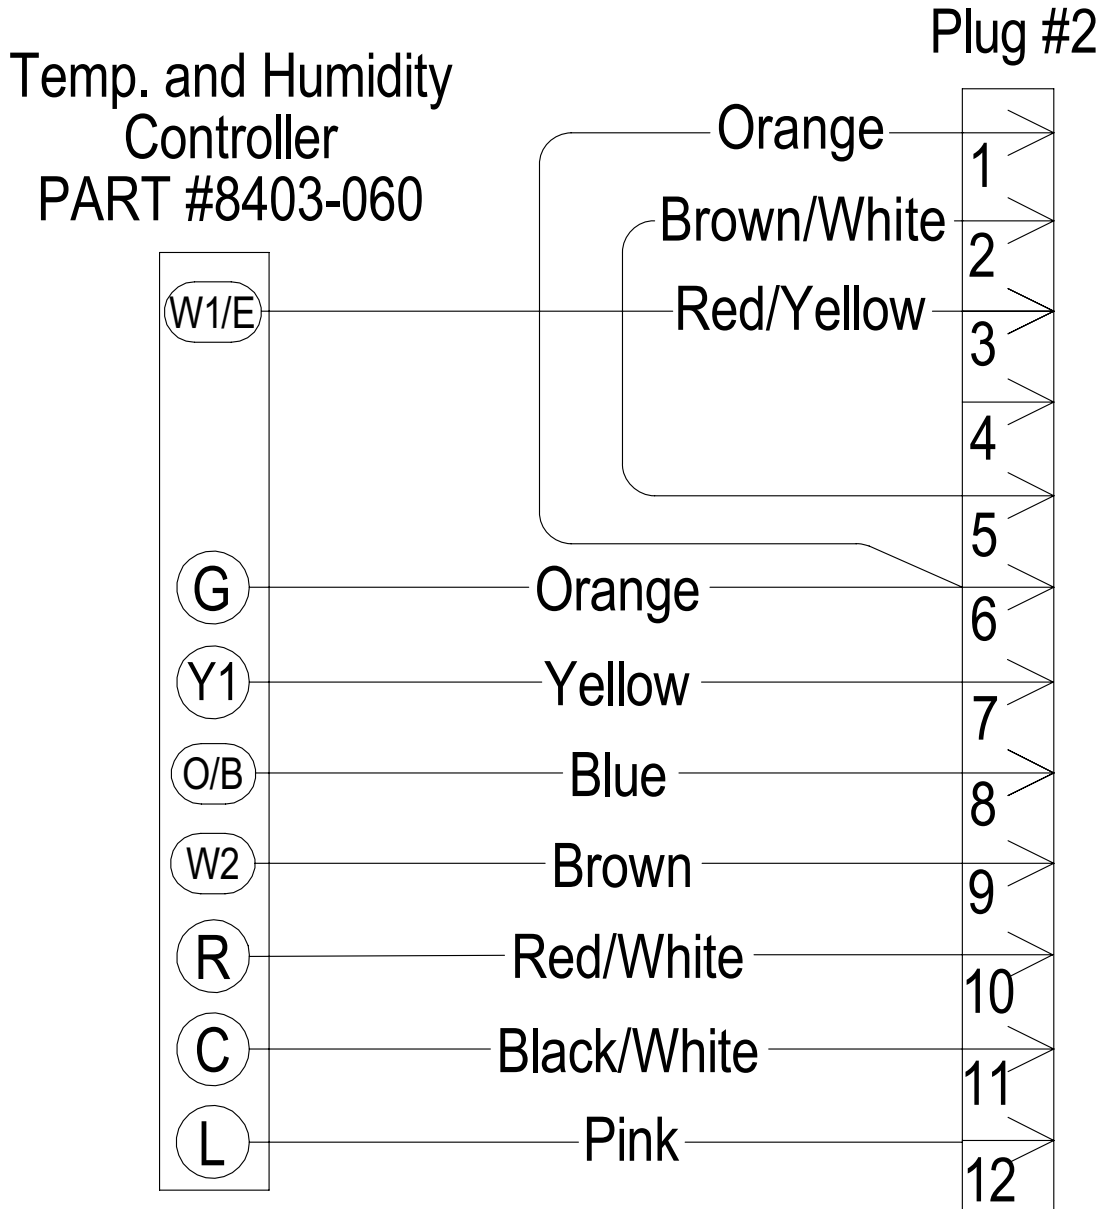 Plug #2
Temp. and Humidity
Controller
PART #8403-060
Orange
1
Brown/White
2
W1/E
Red/Yellow
3
4
5
G
Orange
6
Y1
Yellow
7
O/B
Blue
8
W2
Brown
9
R
Red/White
10
C
Black/White
11
L
Pink
12